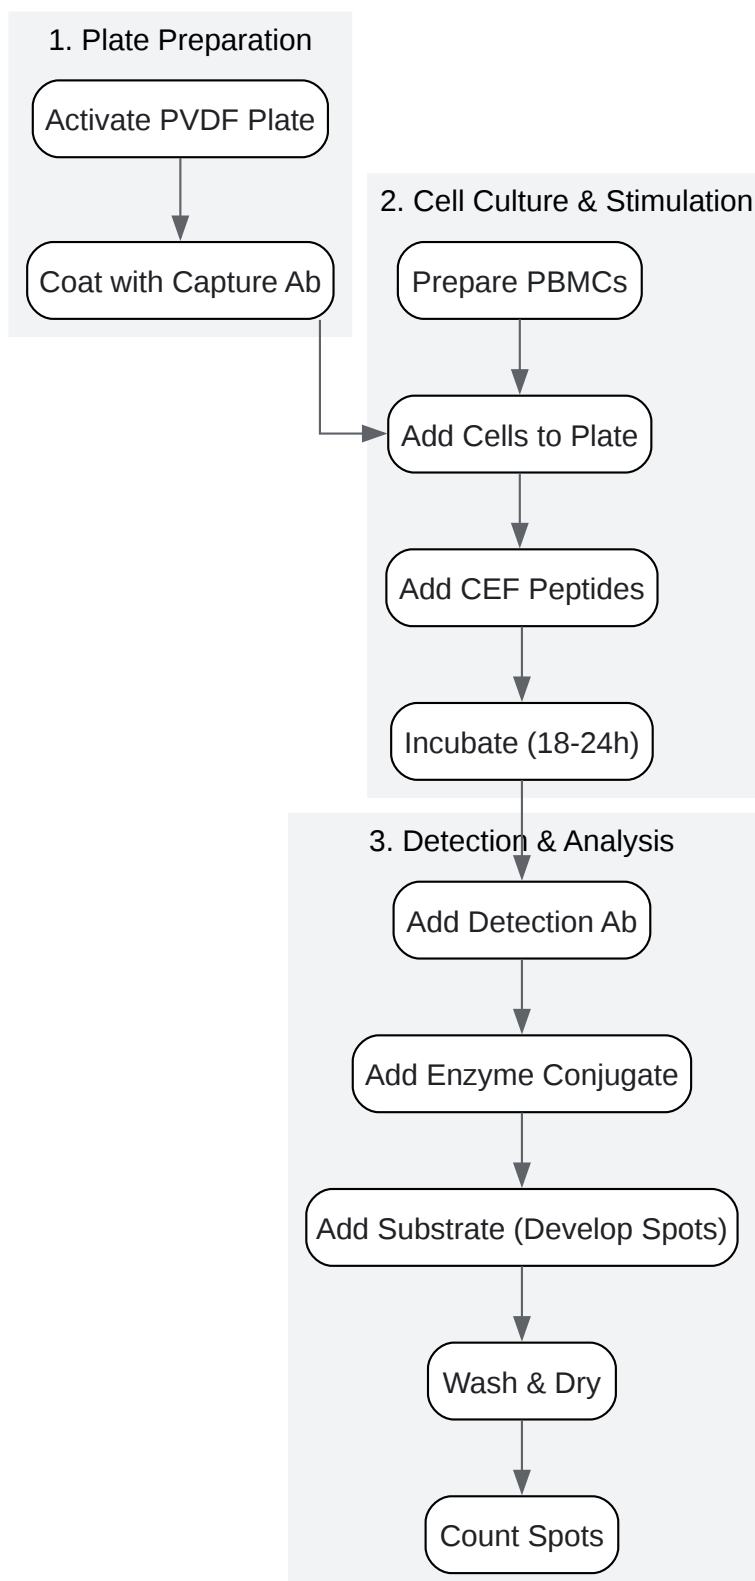 1. Plate Preparation
Activate PVDF Plate
Coat with Capture Ab
2. Cell Culture & Stimulation
Prepare PBMCs
Add Cells to Plate
Add CEF Peptides
Incubate (18-24h)
3. Detection & Analysis
Add Detection Ab
Add Enzyme Conjugate
Add Substrate (Develop Spots)
Wash & Dry
Count Spots